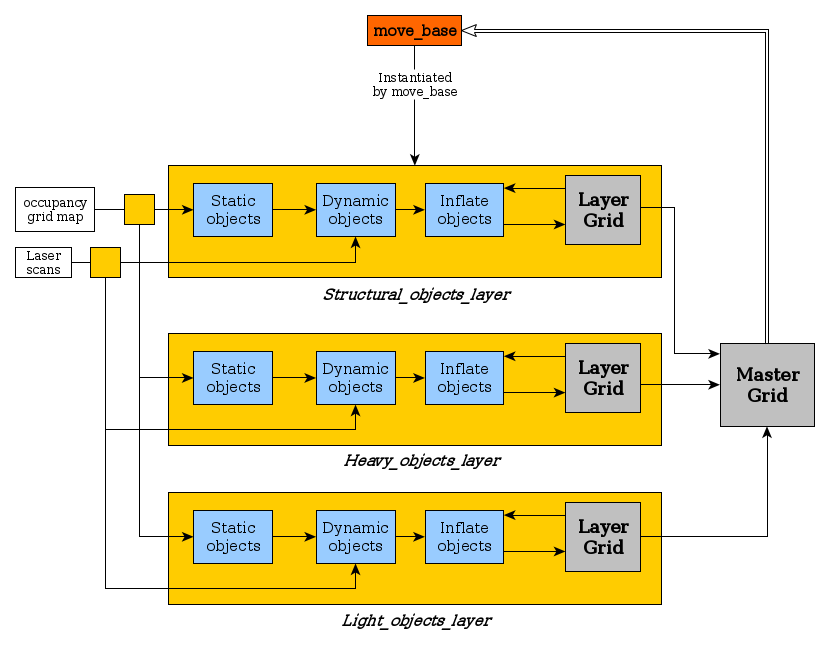 move_base
Instantiated
by move_base
occupancy
grid map
Static
objects
Dynamic
objects
Inflate
objects
Layer
Grid
Laser
scans
Structural_objects_layer
Static
objects
Dynamic
objects
Inflate
objects
Layer
Grid
Master
Grid
Heavy_objects_layer
Static
objects
Dynamic
objects
Inflate
objects
Layer
Grid
Light_objects_layer